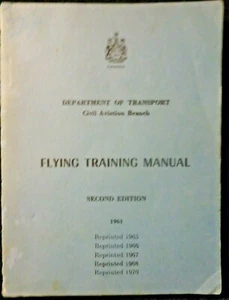 DEPARTMENT OF TRANSPORT
Civil Aviation Branch
FLYING TRAINING MANUAL
SECOND EDITION
1964
Reprinted 1965
Reprinted 1966
Reprinted 1967
Reprinted 1968
Reprinted 1970